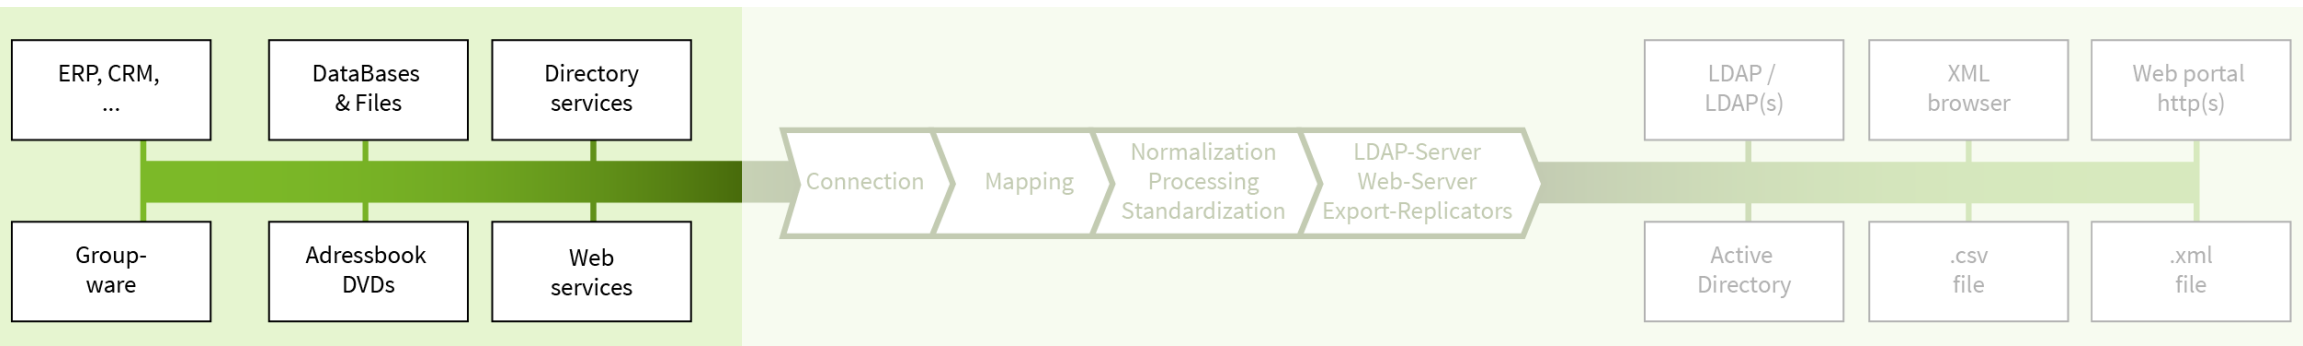 ERP, CRM,
...
DataBases
& Files
Directory
services
Group-
ware
Adressbook
DVDs
Web
services
Connection
Mapping
Normalization
Processing
Standardization
LDAP-Server
Web-Server
Export-Replicators
LDAP /
LDAP(s)
XML
browser
Web portal
http(s)
Active
Directory
.csv
file
.xml
file